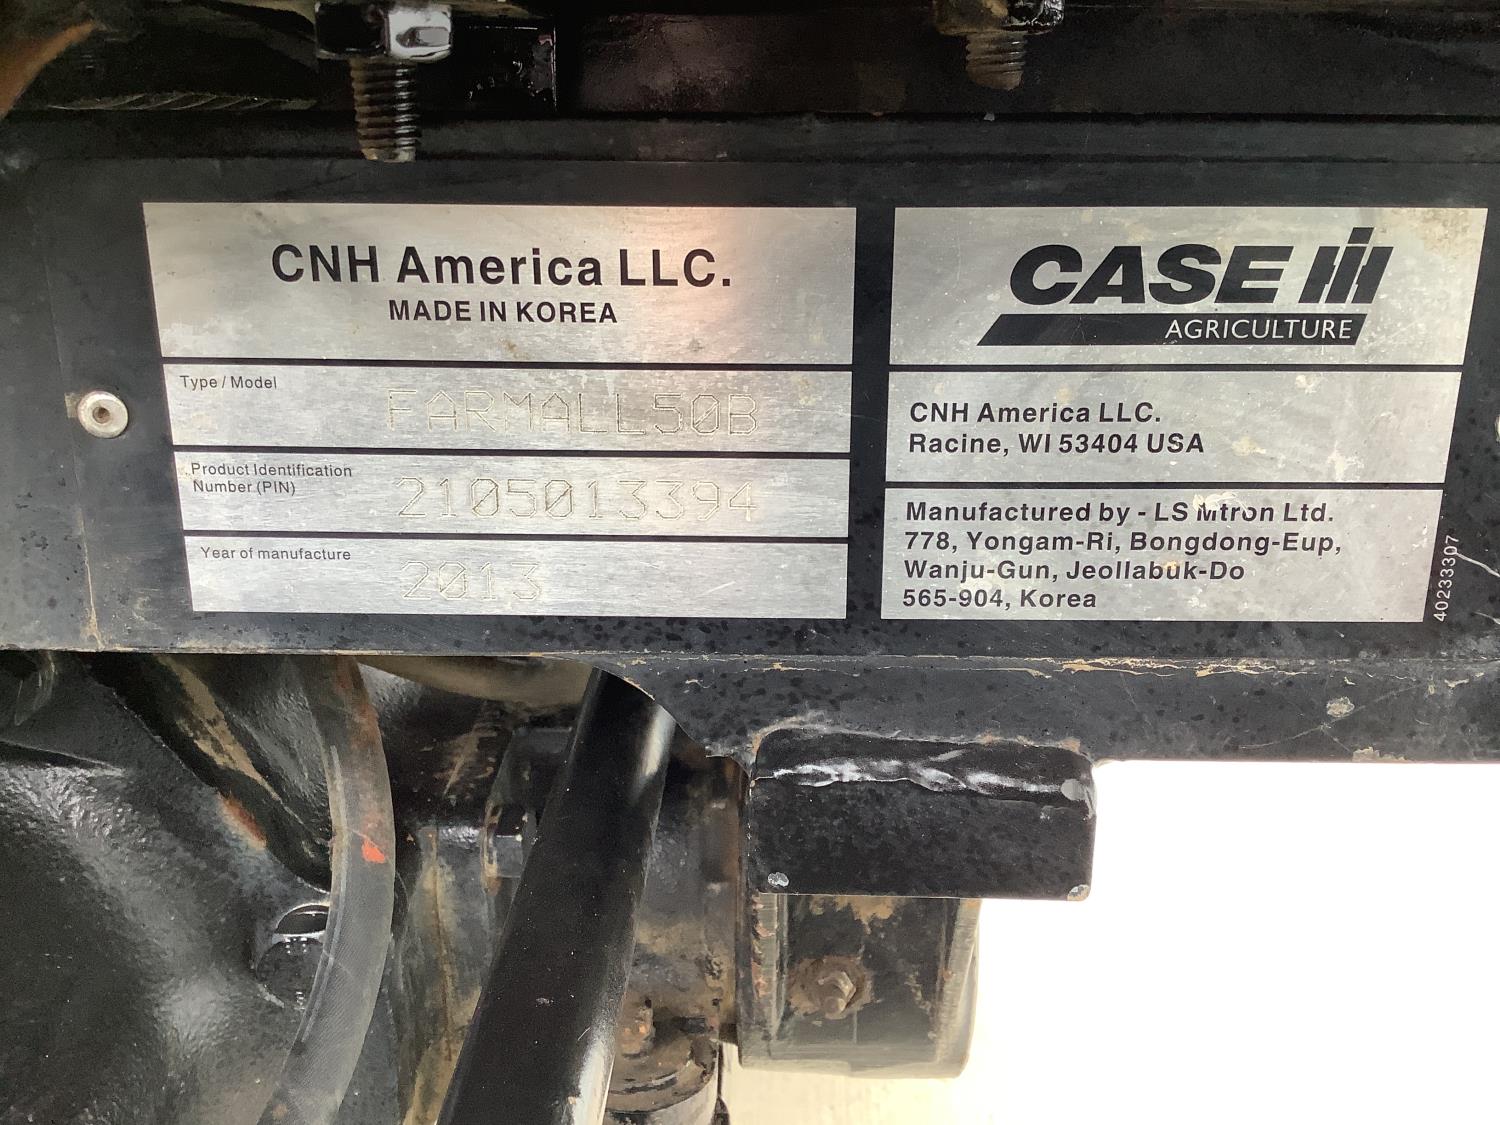 CNH America LLC.
MADE IN KOREA
Type / Model
FARMALL50B
Product Identification
Number (PIN)
2105013394
Year of manufacture
2013
CASE IH
AGRICULTURE
CNH America LLC.
Racine, WI 53404 USA
Manufactured by - LS Mtron Ltd.
778, Yongam-Ri, Bongdong-Eup,
Wanju-Gun, Jeollabuk-Do
565-904, Korea
40233307